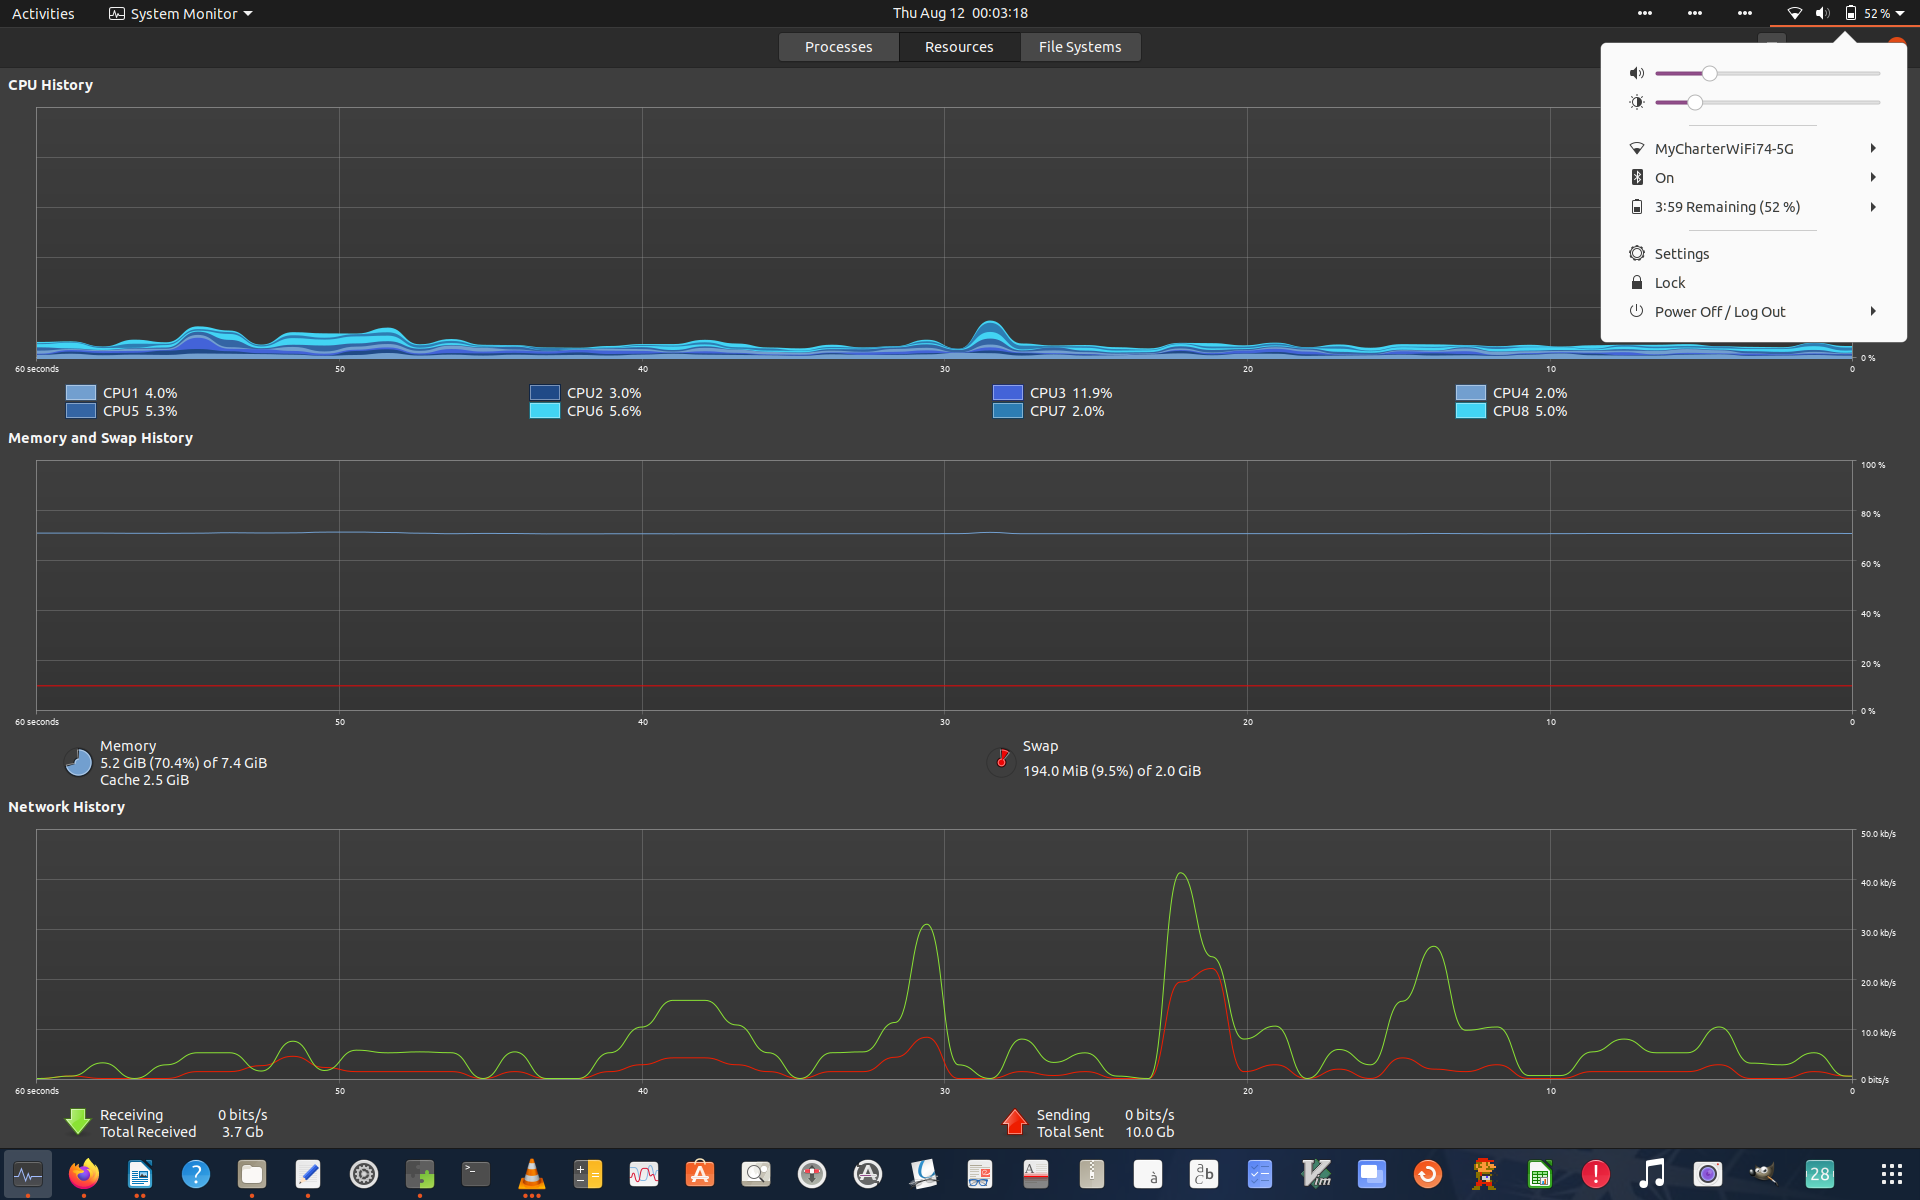 Activities
System Monitor
Thu Aug 12  00:03:18
52 %
Processes
Resources
File Systems
MyCharterWiFi74-5G
On
3:59 Remaining (52 %)
Settings
Lock
Power Off / Log Out
CPU History
0 %
60 seconds 50 40 30 20 10 0
CPU1 4.0% CPU2 3.0% CPU3 11.9% CPU4 2.0%
CPU5 5.3% CPU6 5.6% CPU7 2.0% CPU8 5.0%
Memory and Swap History
100 %
80 %
60 %
40 %
20 %
0 %
60 seconds 50 40 30 20 10 0
Memory
5.2 GiB (70.4%) of 7.4 GiB
Cache 2.5 GiB
Swap
194.0 MiB (9.5%) of 2.0 GiB
Network History
50.0 kb/s
40.0 kb/s
30.0 kb/s
20.0 kb/s
10.0 kb/s
0 bits/s
60 seconds 50 40 30 20 10 0
Receiving 0 bits/s
Total Received 3.7 Gb
Sending 0 bits/s
Total Sent 10.0 Gb
?
>_
A
à
a b c
Vim
!
28